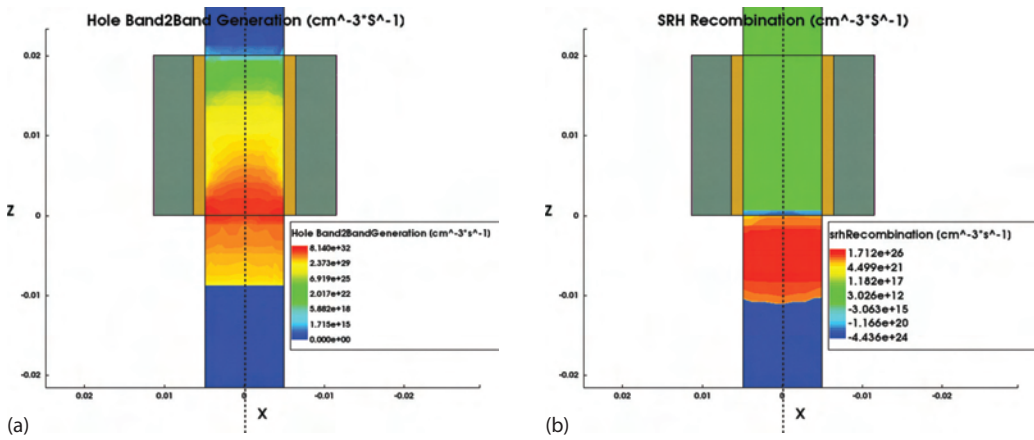 Hole Band2Band Generation (cm^-3*S^-1)
0.02
0.01
Z
0
-0.01
-0.02
0.02
0.01
0
-0.01
-0.02
X
Hole Band2BandGeneration (cm^-3*s^-1)
8.140e+32
2.373e+29
6.919e+25
2.017e+22
5.882e+18
1.715e+15
0.000e+00
(a)
SRH Recombination (cm^-3*S^-1)
0.02
0.01
Z
0
-0.01
-0.02
0.02
0.01
0
-0.01
-0.02
X
srhRecombination (cm^-3*s^-1)
1.712e+26
4.499e+21
1.182e+17
3.026e+12
-3.063e+15
-1.166e+20
-4.436e+24
(b)